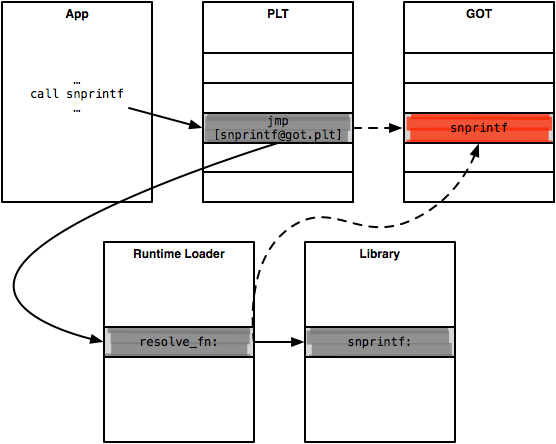 App
PLT
GOT
…
call snprintf
…
jmp
[snprintf@got.plt]
snprintf
Runtime Loader
Library
resolve_fn:
snprintf: